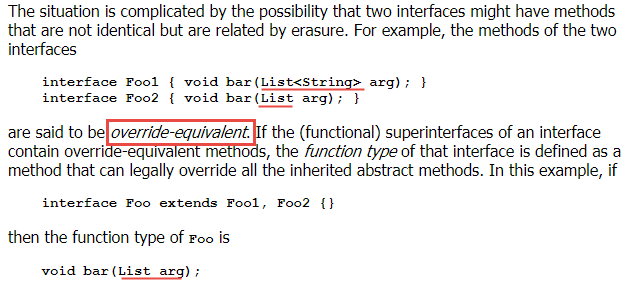 The situation is complicated by the possibility that two interfaces might have methods
that are not identical but are related by erasure. For example, the methods of the two
interfaces
interface Foo1 { void bar(List<String> arg); }
interface Foo2 { void bar(List arg); }
are said to be override-equivalent. If the (functional) superinterfaces of an interface
contain override-equivalent methods, the function type of that interface is defined as a
method that can legally override all the inherited abstract methods. In this example, if
interface Foo extends Foo1, Foo2 {}
then the function type of Foo is
void bar(List arg);